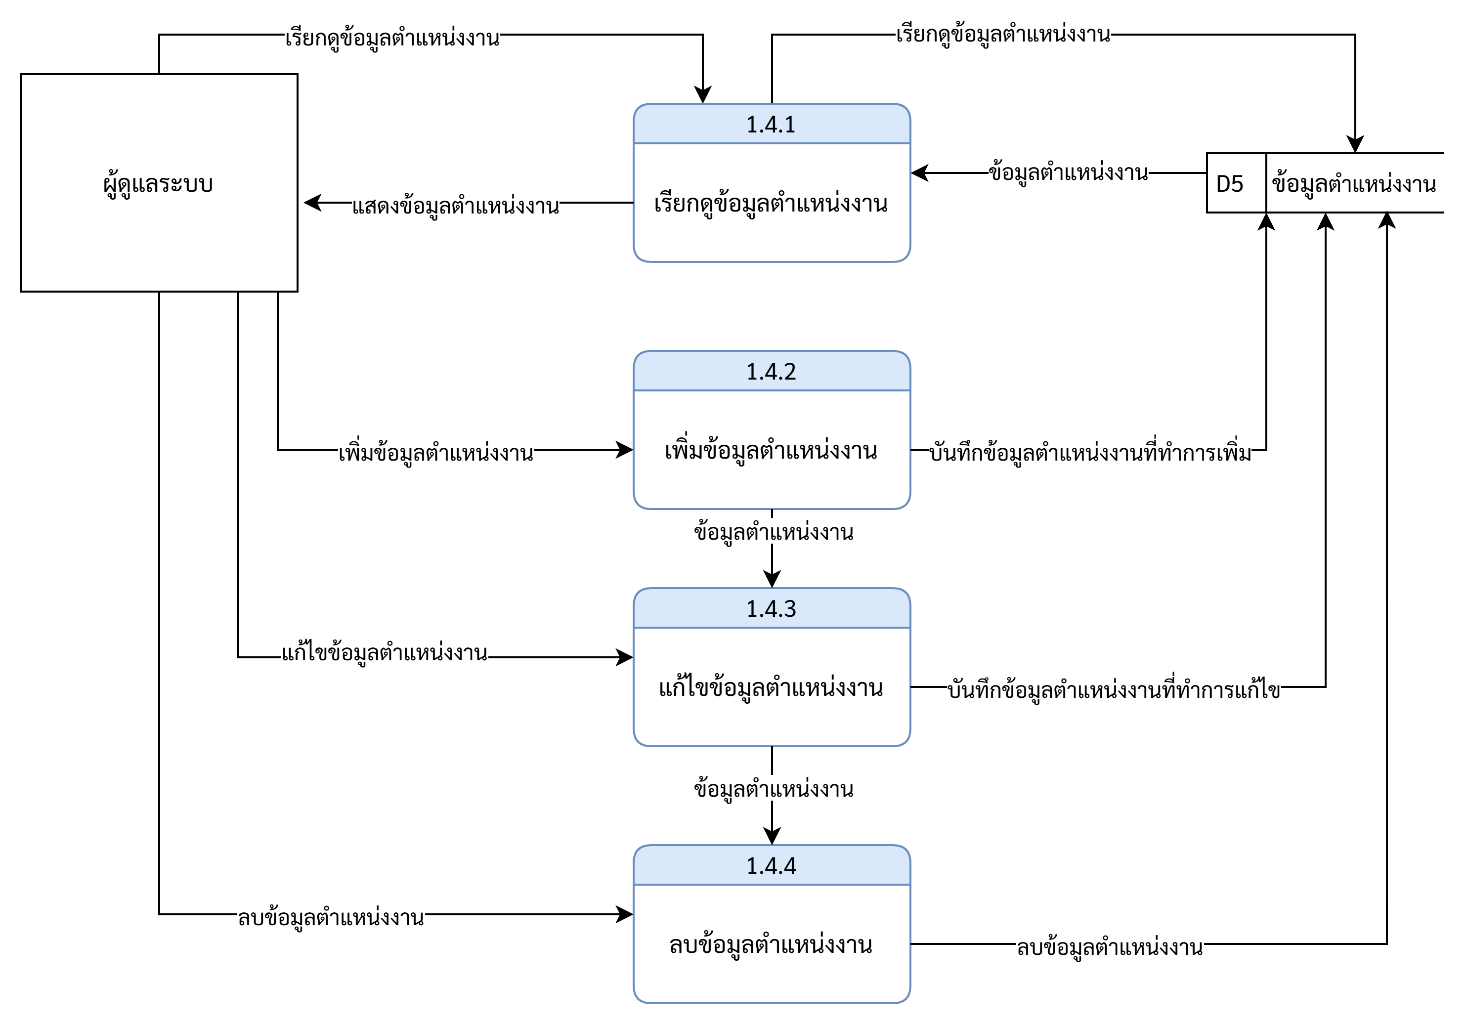 เรียกดูข้อมูลตำแหน่งงาน
เรียกดูข้อมูลตำแหน่งงาน
1.4.1
ผู้ดูแลระบบ
ข้อมูลตำแหน่งงาน
D5
ข้อมูลตำแหน่งงาน
แสดงข้อมูลตำแหน่งงาน
เรียกดูข้อมูลตำแหน่งงาน
1.4.2
เพิ่มข้อมูลตำแหน่งงาน
เพิ่มข้อมูลตำแหน่งงาน
บันทึกข้อมูลตำแหน่งงานที่ทำการเพิ่ม
ข้อมูลตำแหน่งงาน
1.4.3
แก้ไขข้อมูลตำแหน่งงาน
แก้ไขข้อมูลตำแหน่งงาน
บันทึกข้อมูลตำแหน่งงานที่ทำการแก้ไข
ข้อมูลตำแหน่งงาน
1.4.4
ลบข้อมูลตำแหน่งงาน
ลบข้อมูลตำแหน่งงาน
ลบข้อมูลตำแหน่งงาน